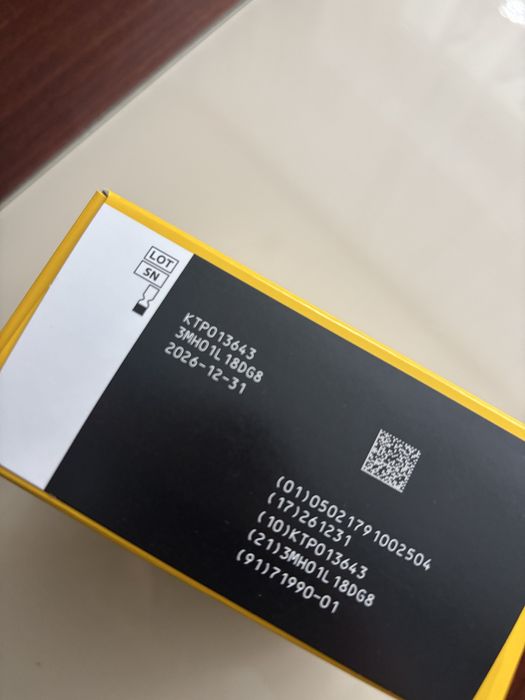 LOT
SN
KTP013643
3MH01L18DG8
2026-12-31
(01)05021791002504
(17)261231
(10)KTP013643
(21)3MH01L18DG8
(91)71990-01